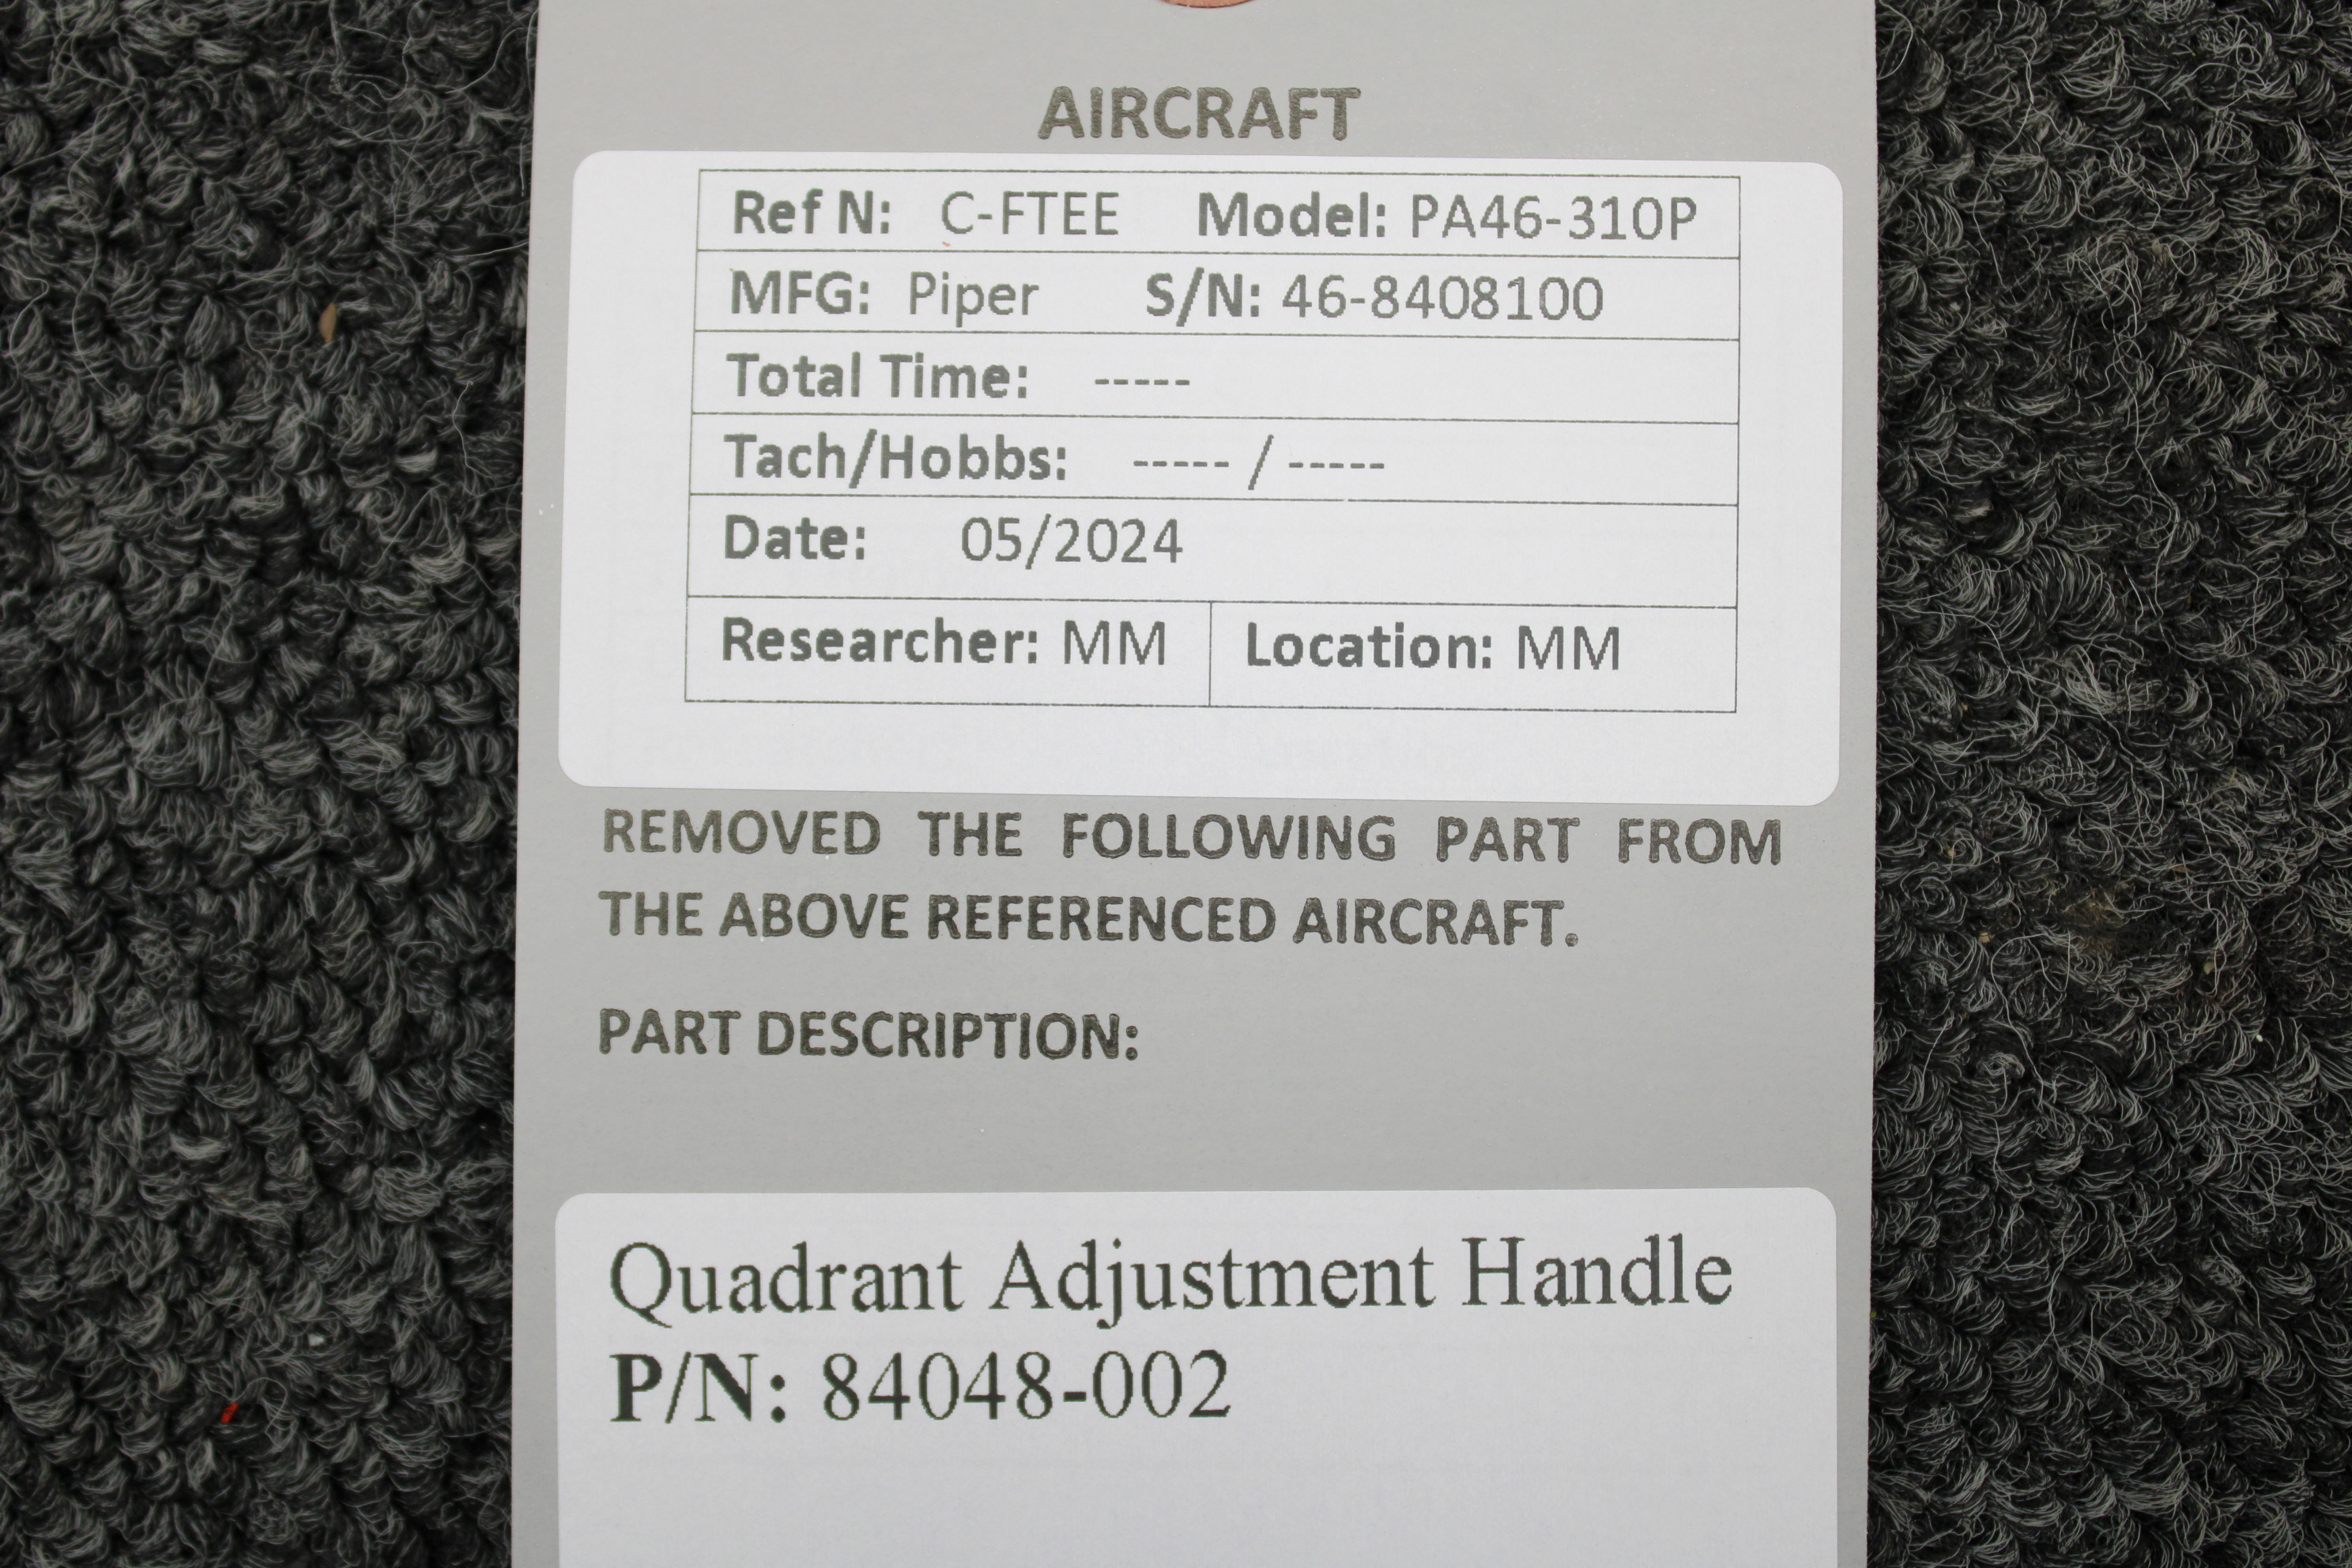 AIRCRAFT
Ref N: C-FTEE Model: PA46-310P
MFG: Piper S/N: 46-8408100
Total Time: -----
Tach/Hobbs: ----- / -----
Date: 05/2024
Researcher: MM Location: MM
REMOVED THE FOLLOWING PART FROM
THE ABOVE REFERENCED AIRCRAFT.
PART DESCRIPTION:
Quadrant Adjustment Handle
P/N: 84048-002